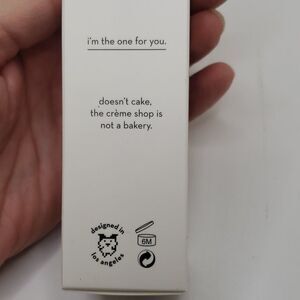 i'm the one for you.
doesn't cake,
the crème shop is
not a bakery.
designed in
los angeles
6M